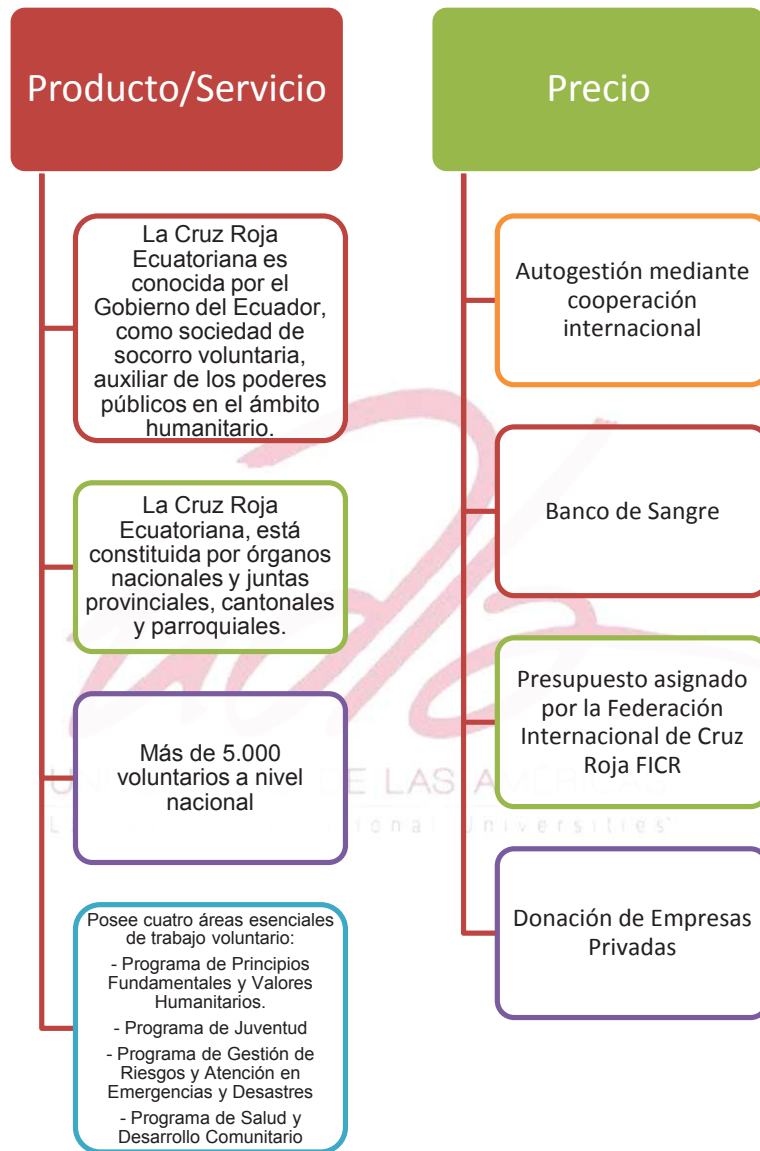 Producto/Servicio
La Cruz Roja
Ecuatoriana es
conocida por el
Gobierno del Ecuador,
como sociedad de
socorro voluntaria,
auxiliar de los poderes
públicos en el ámbito
humanitario.
La Cruz Roja
Ecuatoriana, está
constituida por órganos
nacionales y juntas
provinciales, cantonales
y parroquiales.
Más de 5.000
voluntarios a nivel
nacional
Posee cuatro áreas esenciales
de trabajo voluntario:
- Programa de Principios
Fundamentales y Valores
Humanitarios.
- Programa de Juventud
- Programa de Gestión de
Riesgos y Atención en
Emergencias y Desastres
- Programa de Salud y
Desarrollo Comunitario
Precio
Autogestión mediante
cooperación
internacional
Banco de Sangre
Presupuesto asignado
por la Federación
Internacional de Cruz
Roja FICR
Donación de Empresas
Privadas
udla
DE LAS AMÉRICAS
Universities